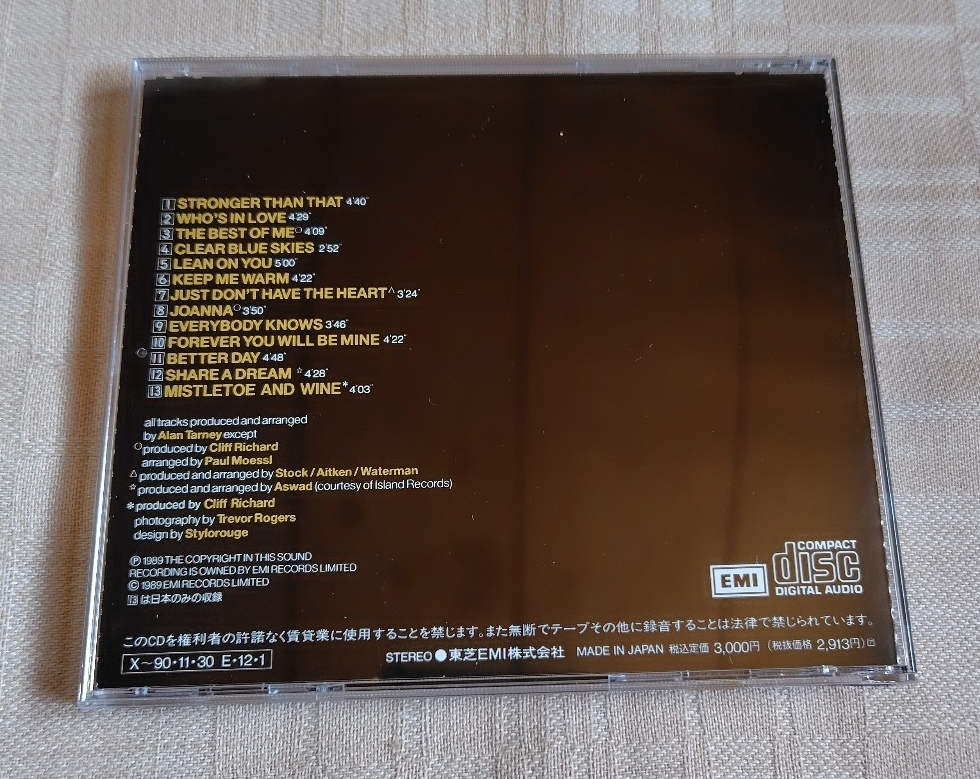 1 STRONGER THAN THAT 4'40"
2 WHO'S IN LOVE 4'29"
3 THE BEST OF ME○ 4'09"
4 CLEAR BLUE SKIES 2'52"
5 LEAN ON YOU 5'00"
6 KEEP ME WARM 4'22"
7 JUST DON'T HAVE THE HEART△ 3'24"
8 JOANNA○ 3'50"
9 EVERYBODY KNOWS 3'46"
10 FOREVER YOU WILL BE MINE 4'22"
11 BETTER DAY 4'48"
12 SHARE A DREAM ☆ 4'28"
13 MISTLETOE AND WINE* 4'03"
all tracks produced and arranged
by Alan Tarney except
○produced by Cliff Richard
arranged by Paul Moessl
△ produced and arranged by Stock / Aitken / Waterman
☆ produced and arranged by Aswad (courtesy of Island Records)
* produced by Cliff Richard
photography by Trevor Rogers
design by Stylorouge
Ⓟ 1989 THE COPYRIGHT IN THIS SOUND
RECORDING IS OWNED BY EMI RECORDS LIMITED
© 1989 EMI RECORDS LIMITED
13は日本のみの収録
EMI
COMPACT
disc
DIGITAL AUDIO
このCDを権利者の許諾なく賃貸業に使用することを禁じます。また無断でテープその他に録音することは法律で禁じられています。
X〜90・11・30 E・12・1
STEREO ●東芝EMI株式会社 MADE IN JAPAN 税込定価 3,000円 (税抜価格 2,913円)